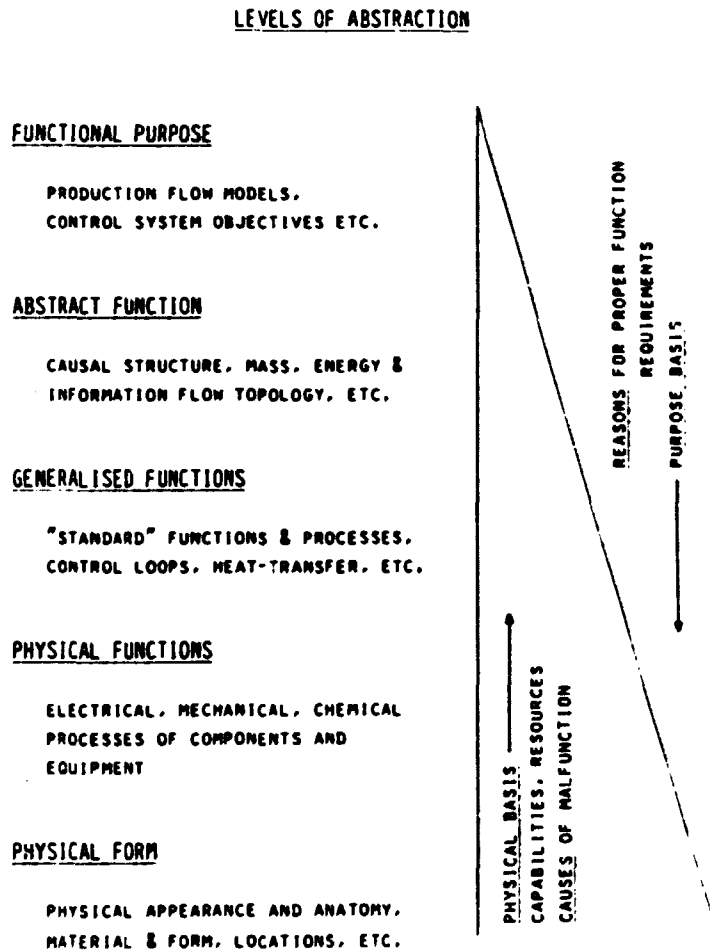 LEVELS OF ABSTRACTION
FUNCTIONAL PURPOSE
PRODUCTION FLOW MODELS,
CONTROL SYSTEM OBJECTIVES ETC.
ABSTRACT FUNCTION
CAUSAL STRUCTURE, MASS, ENERGY &
INFORMATION FLOW TOPOLOGY, ETC.
GENERALISED FUNCTIONS
"STANDARD" FUNCTIONS & PROCESSES,
CONTROL LOOPS, HEAT-TRANSFER, ETC.
PHYSICAL FUNCTIONS
ELECTRICAL, MECHANICAL, CHEMICAL
PROCESSES OF COMPONENTS AND
EQUIPMENT
PHYSICAL FORM
PHYSICAL APPEARANCE AND ANATOMY,
MATERIAL & FORM, LOCATIONS, ETC.
PHYSICAL BASIS
CAPABILITIES, RESOURCES
CAUSES OF MALFUNCTION
REASONS FOR PROPER FUNCTION
REQUIREMENTS
PURPOSE BASIS